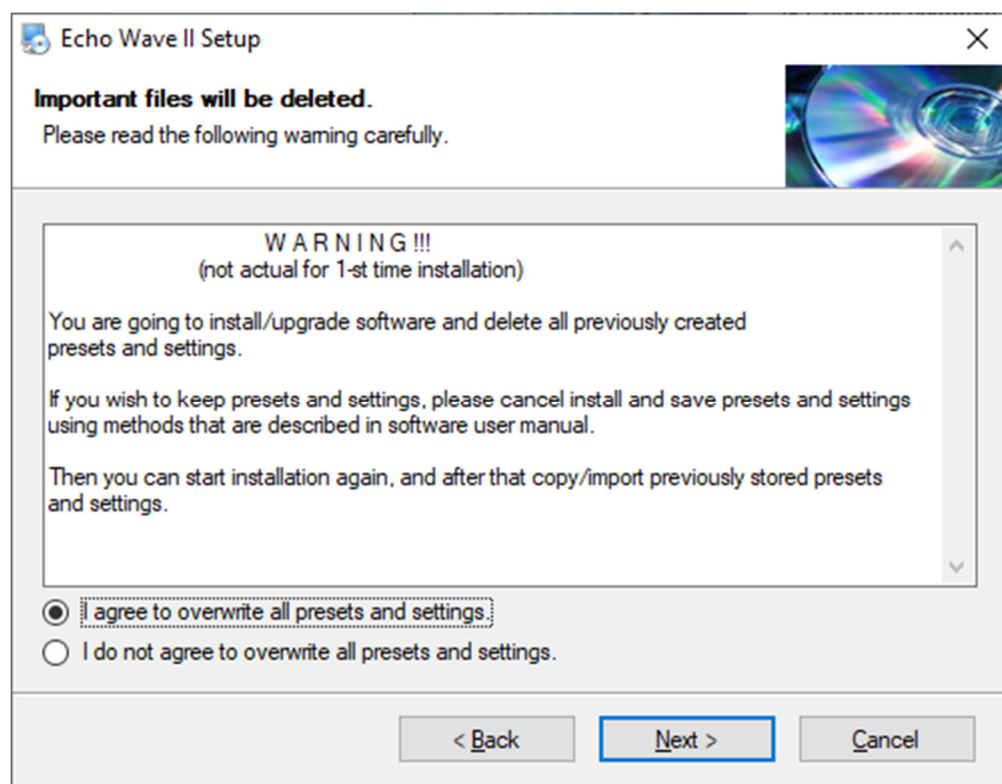 Echo Wave II Setup
Important files will be deleted.
Please read the following warning carefully.
W A R N I N G !!!
(not actual for 1-st time installation)
You are going to install/upgrade software and delete all previously created
presets and settings.
If you wish to keep presets and settings, please cancel install and save presets and settings
using methods that are described in software user manual.
Then you can start installation again, and after that copy/import previously stored presets
and settings.
I agree to overwrite all presets and settings.
I do not agree to overwrite all presets and settings.
< Back Next > Cancel